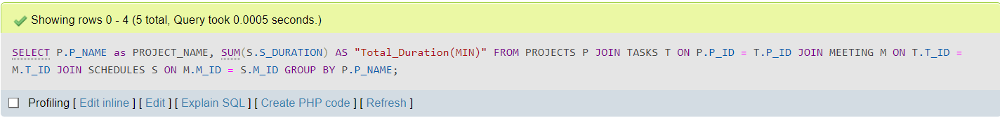 Showing rows 0 - 4 (5 total, Query took 0.0005 seconds.)
SELECT P.P_NAME as PROJECT_NAME, SUM(S.S_DURATION) AS "Total_Duration(MIN)" FROM PROJECTS P JOIN TASKS T ON P.P_ID = T.P_ID JOIN MEETING M ON T.T_ID =
M.T_ID JOIN SCHEDULES S ON M.M_ID = S.M_ID GROUP BY P.P_NAME;
Profiling [ Edit inline ] [ Edit ] [ Explain SQL ] [ Create PHP code ] [ Refresh ]